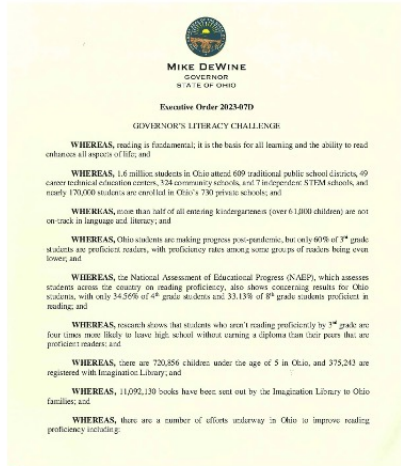 MIKE DEWINE
GOVERNOR
STATE OF OHIO
Executive Order 2023-07D
GOVERNOR'S LITERACY CHALLENGE
WHEREAS, reading is fundamental; it is the basis for all learning and the ability to read
enhances all aspects of life; and
WHEREAS, 1.6 million students in Ohio attend 609 traditional public school districts, 49
career technical education centers, 324 community schools, and 7 independent STEM schools, and
nearly 170,000 students are enrolled in Ohio's 730 private schools; and
WHEREAS, more than half of all entering kindergarteners (over 61,000 children) are not
on-track in language and literacy; and
WHEREAS, Ohio students are making progress post-pandemic, but only 60% of 3rd grade
students are proficient readers, with proficiency rates among some groups of readers being even
lower; and
WHEREAS, the National Assessment of Educational Progress (NAEP), which assesses
students across the country on reading proficiency, also shows concerning results for Ohio
students, with only 34.56% of 4th grade students and 33.13% of 8th grade students proficient in
reading; and
WHEREAS, research shows that students who aren't reading proficiently by 3rd grade are
four times more likely to leave high school without earning a diploma than their peers that are
proficient readers; and
WHEREAS, there are 720,856 children under the age of 5 in Ohio, and 375,243 are
registered with Imagination Library; and
WHEREAS, 11,092,130 books have been sent out by the Imagination Library to Ohio
families; and
WHEREAS, there are a number of efforts underway in Ohio to improve reading
proficiency including: